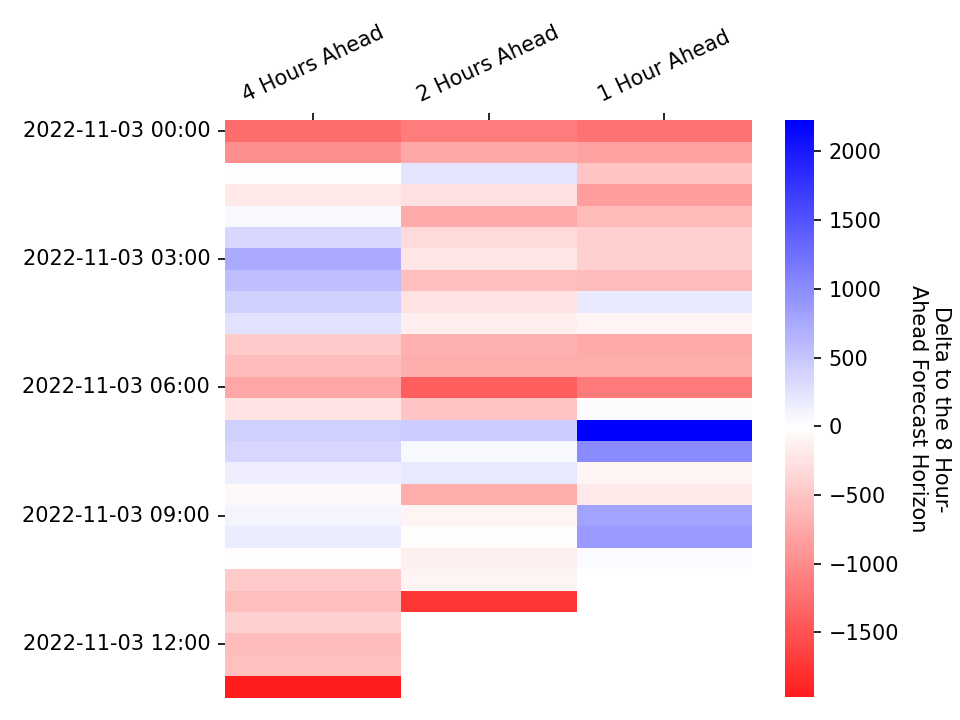 4 Hours Ahead
2 Hours Ahead
1 Hour Ahead
2022-11-03 00:00
2022-11-03 03:00
2022-11-03 06:00
2022-11-03 09:00
2022-11-03 12:00
2000
1500
1000
500
0
−500
−1000
−1500
Delta to the 8 Hour-
Ahead Forecast Horizon